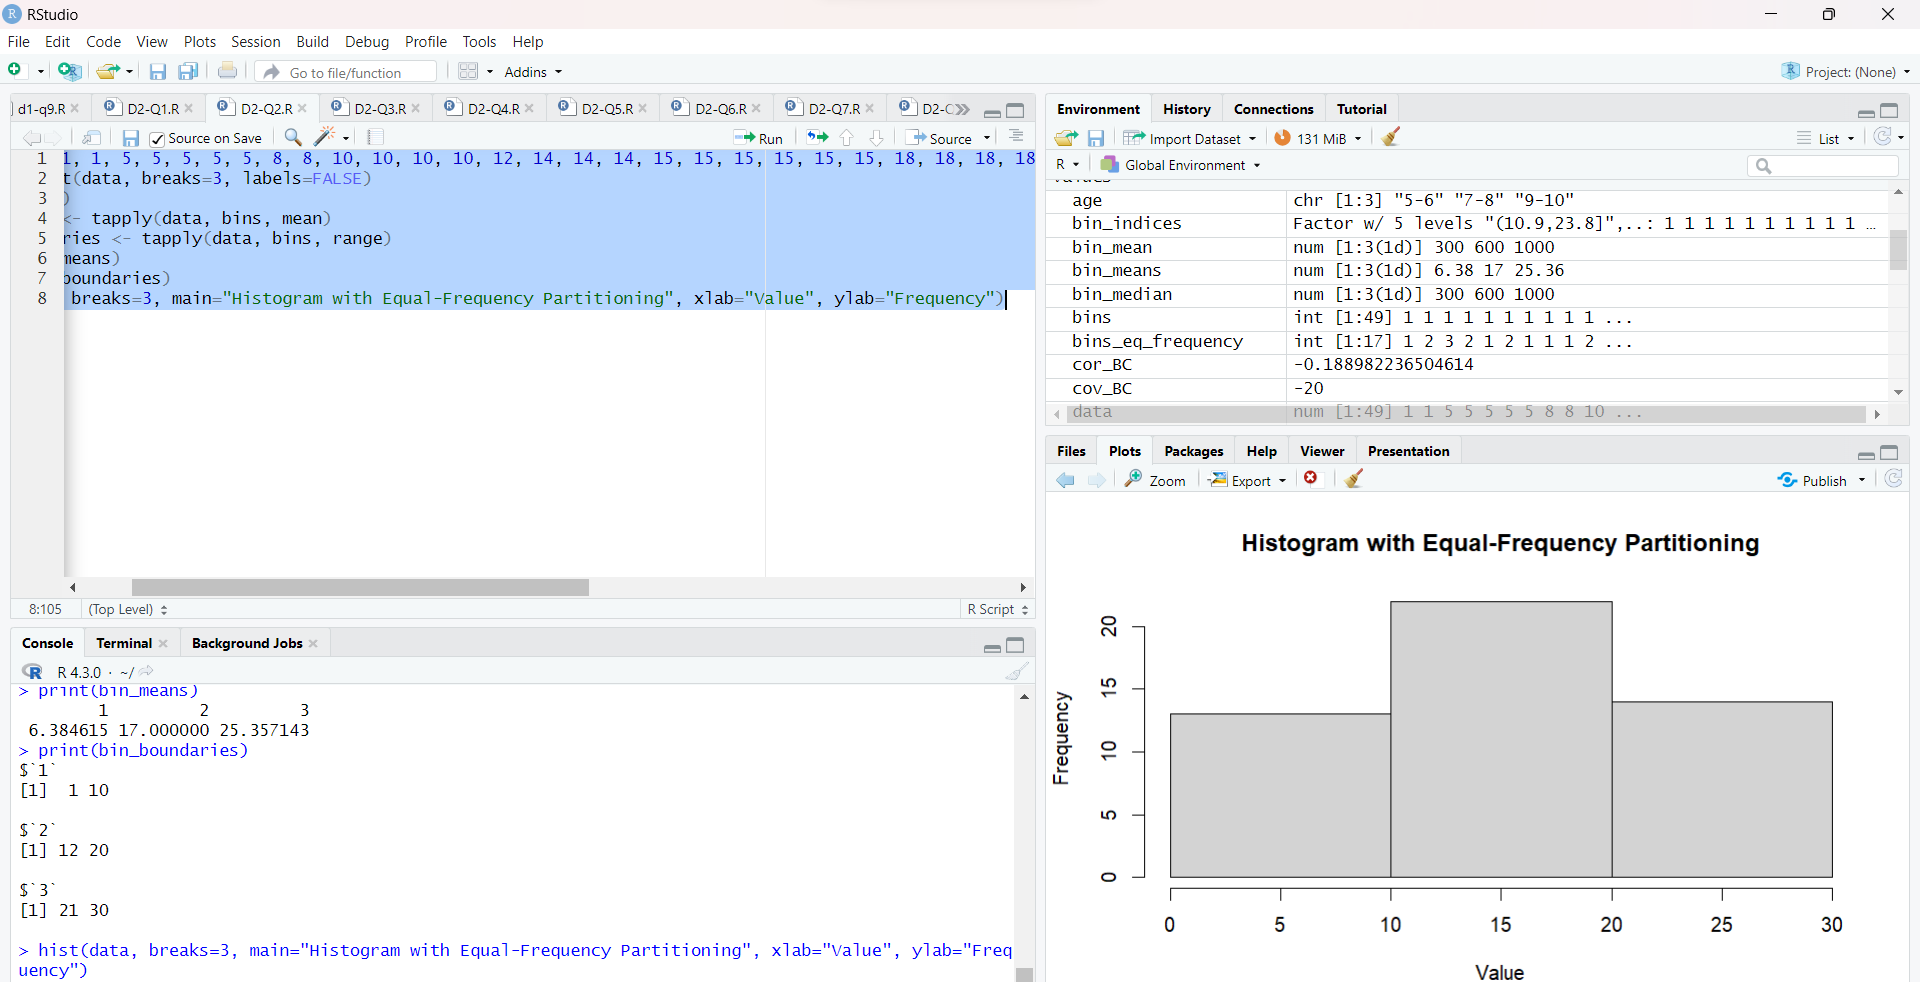 RStudio
File Edit Code View Plots Session Build Debug Profile Tools Help
Go to file/function Addins Project: (None)
d1-q9.R D2-Q1.R D2-Q2.R D2-Q3.R D2-Q4.R D2-Q5.R D2-Q6.R D2-Q7.R D2-
Source on Save Run Source
1 1, 1, 5, 5, 5, 5, 5, 8, 8, 10, 10, 10, 10, 12, 14, 14, 14, 15, 15, 15, 15, 15, 15, 18, 18, 18, 18
2 t(data, breaks=3, labels=FALSE)
3 )
4 <- tapply(data, bins, mean)
5 ries <- tapply(data, bins, range)
6 means)
7 boundaries)
8 breaks=3, main="Histogram with Equal-Frequency Partitioning", xlab="Value", ylab="Frequency")
8:105 (Top Level) R Script
Console Terminal Background Jobs
R 4.3.0 · ~/
> print(bin_means)
1 2 3
6.384615 17.000000 25.357143
> print(bin_boundaries)
$`1`
[1] 1 10
$`2`
[1] 12 20
$`3`
[1] 21 30
> hist(data, breaks=3, main="Histogram with Equal-Frequency Partitioning", xlab="Value", ylab="Freq
uency")
Environment History Connections Tutorial
Import Dataset 131 MiB List
R Global Environment
age chr [1:3] "5-6" "7-8" "9-10"
bin_indices Factor w/ 5 levels "(10.9,23.8]",..: 1 1 1 1 1 1 1 1 1 1 …
bin_mean num [1:3(1d)] 300 600 1000
bin_means num [1:3(1d)] 6.38 17 25.36
bin_median num [1:3(1d)] 300 600 1000
bins int [1:49] 1 1 1 1 1 1 1 1 1 1 ...
bins_eq_frequency int [1:17] 1 2 3 2 1 2 1 1 1 2 ...
cor_BC -0.188982236504614
cov_BC -20
data num [1:49] 1 1 5 5 5 5 5 8 8 10 ...
Files Plots Packages Help Viewer Presentation
Zoom Export Publish
Histogram with Equal-Frequency Partitioning
Frequency
20
15
10
5
0
0 5 10 15 20 25 30
Value